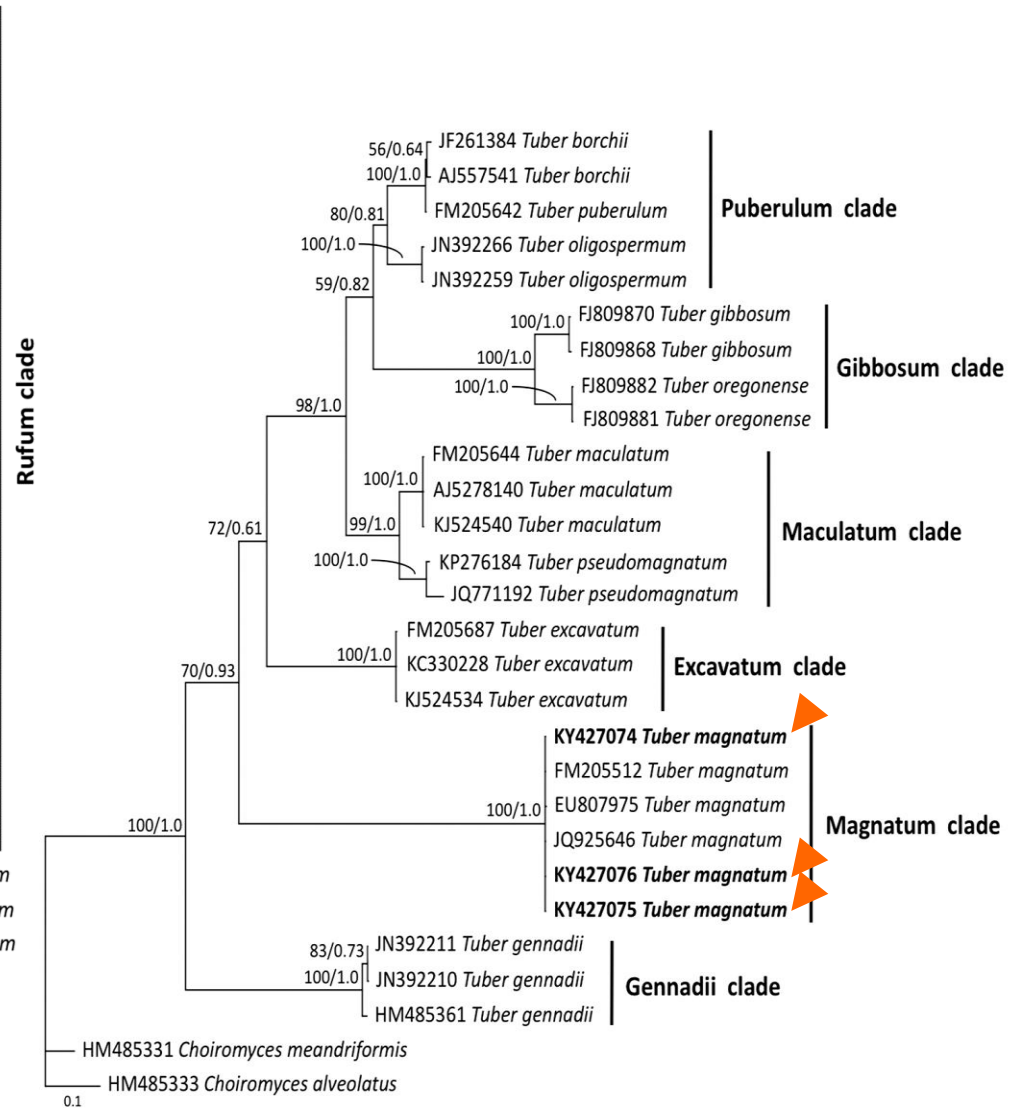 56/0.64
JF261384 Tuber borchii
100/1.0
AJ557541 Tuber borchii
80/0.81
FM205642 Tuber puberulum
Puberulum clade
100/1.0
JN392266 Tuber oligospermum
59/0.82
JN392259 Tuber oligospermum
100/1.0
FJ809870 Tuber gibbosum
100/1.0
FJ809868 Tuber gibbosum
Gibbosum clade
100/1.0
FJ809882 Tuber oregonense
98/1.0
FJ809881 Tuber oregonense
Rufum clade
FM205644 Tuber maculatum
100/1.0
AJ5278140 Tuber maculatum
72/0.61
99/1.0
KJ524540 Tuber maculatum
Maculatum clade
100/1.0
KP276184 Tuber pseudomagnatum
JQ771192 Tuber pseudomagnatum
FM205687 Tuber excavatum
70/0.93
100/1.0
KC330228 Tuber excavatum
Excavatum clade
KJ524534 Tuber excavatum
KY427074 Tuber magnatum
FM205512 Tuber magnatum
100/1.0
EU807975 Tuber magnatum
100/1.0
JQ925646 Tuber magnatum
Magnatum clade
m
KY427076 Tuber magnatum
m
KY427075 Tuber magnatum
m
83/0.73
JN392211 Tuber gennadii
100/1.0
JN392210 Tuber gennadii
Gennadii clade
HM485361 Tuber gennadii
HM485331 Choiromyces meandriformis
HM485333 Choiromyces alveolatus
0.1